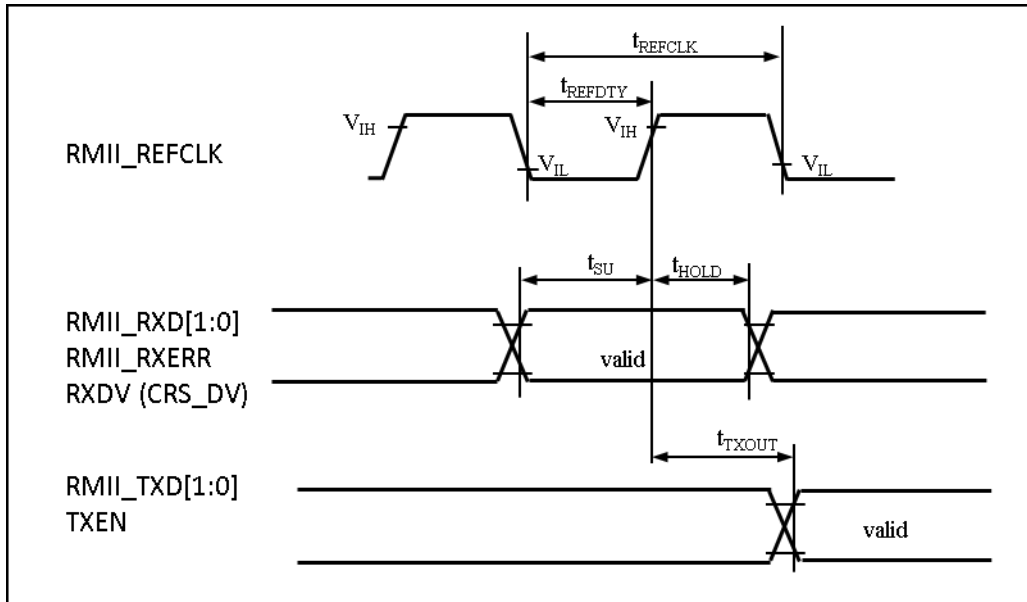 tREFCLK
tREFDTY
VIH
VIH
RMII_REFCLK
VIL
VIL
tSU
tHOLD
RMII_RXD[1:0]
RMII_RXERR
valid
RXDV (CRS_DV)
tTXOUT
RMII_TXD[1:0]
TXEN
valid